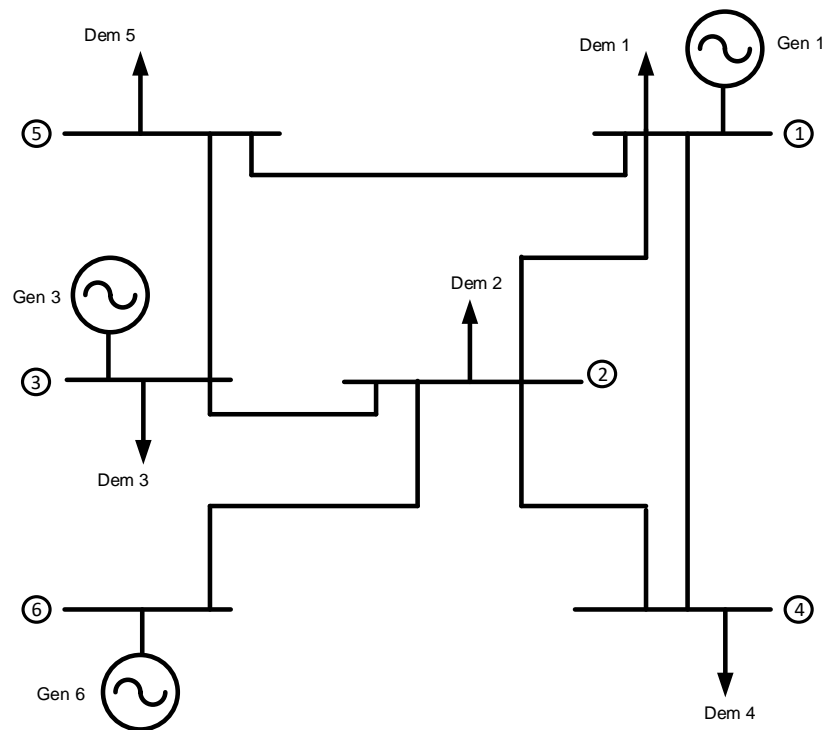 Dem 5
Dem 1
Gen 1
5
1
Gen 3
Dem 2
3
2
Dem 3
6
4
Gen 6
Dem 4